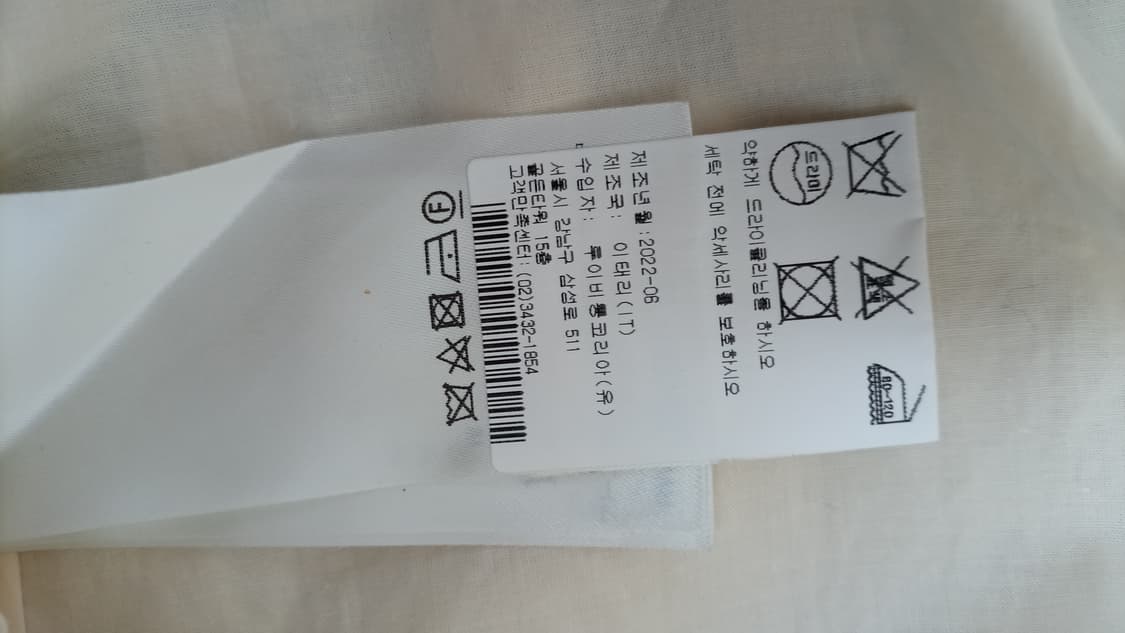 드라이
80~120
약하게 드라이클리닝을 하시오
세탁 전에 악세사리를 보호하시오
제조년월:2022-06
제조국: 이태리(IT)
수입자: 루이비통코리아(유)
서울시 강남구 삼성로 511
골든타워 15층
고객만족센터:(02)3432-1854
F